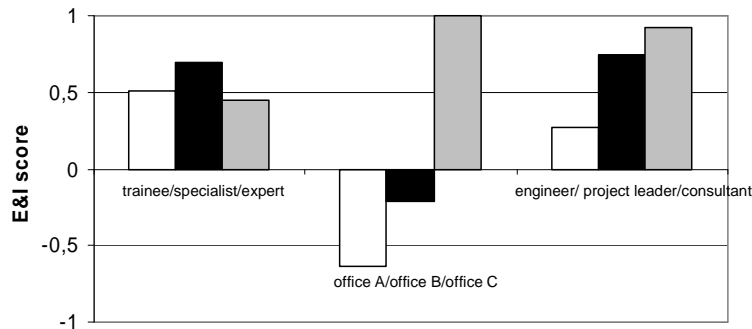 1
0,5
0
-0,5
-1
E&I score
trainee/specialist/expert
office A/office B/office C
engineer/ project leader/consultant